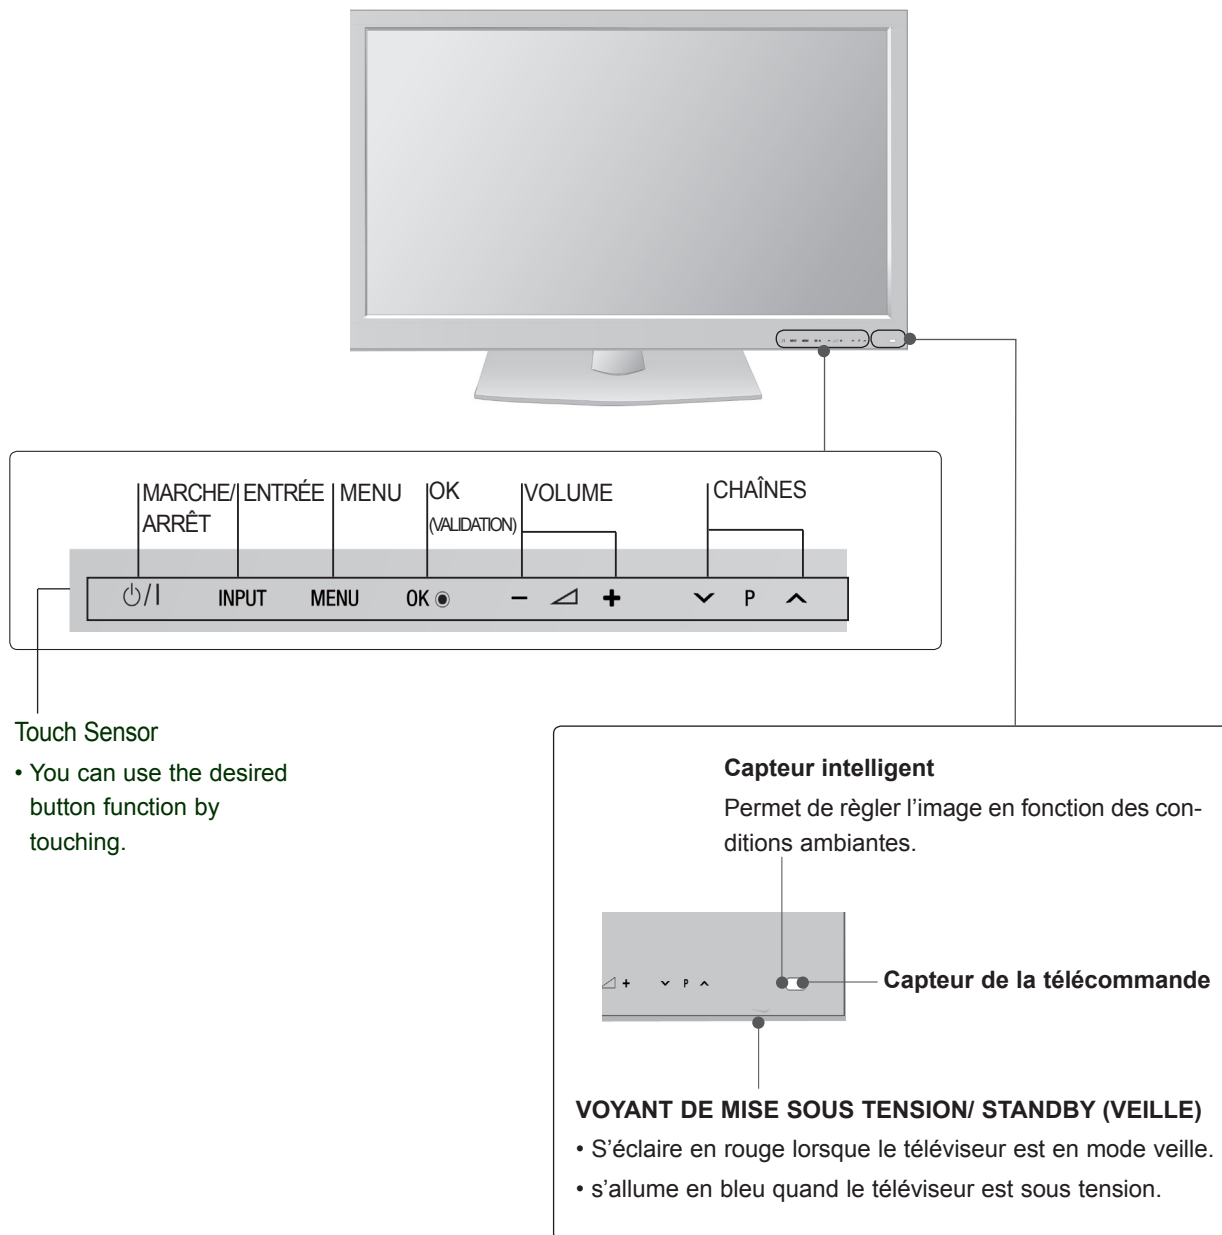 MARCHE/ ENTRÉE MENU OK VOLUME CHAÎNES
ARRÊT (VALIDATION)
⏻/I INPUT MENU OK ◉ − ⊿ + ⌵ P ⌃
Touch Sensor
• You can use the desired
button function by
touching.
Capteur intelligent
Permet de règler l’image en fonction des con-
ditions ambiantes.
⊿ + ⌵ P ⌃
Capteur de la télécommande
VOYANT DE MISE SOUS TENSION/ STANDBY (VEILLE)
• S’éclaire en rouge lorsque le téléviseur est en mode veille.
• s’allume en bleu quand le téléviseur est sous tension.